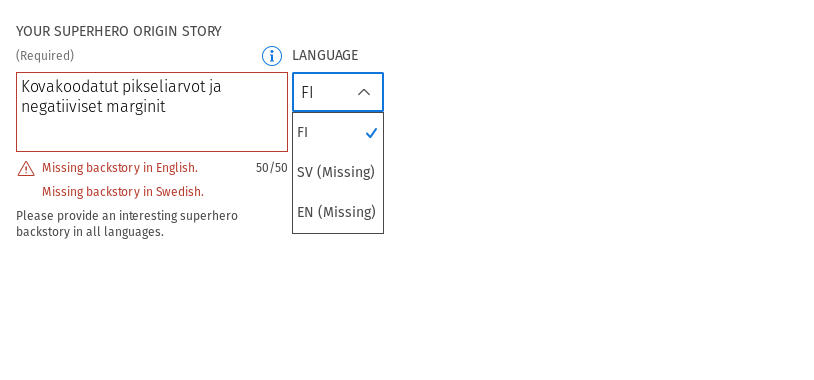 YOUR SUPERHERO ORIGIN STORY
(Required)
LANGUAGE
Kovakoodatut pikseliarvot ja
negatiiviset marginit
FI
FI
SV (Missing)
EN (Missing)
Missing backstory in English.
50/50
Missing backstory in Swedish.
Please provide an interesting superhero
backstory in all languages.